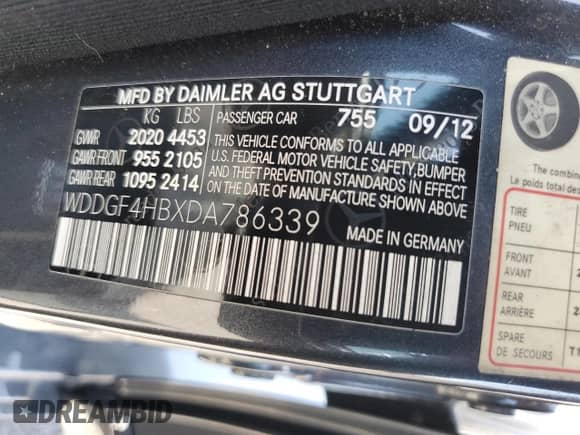 MFD BY DAIMLER AG STUTTGART
KG LBS PASSENGER CAR 755 09/12
GVWR 2020 4453
GAWR FRONT 955 2105
GAWR REAR 1095 2414
THIS VEHICLE CONFORMS TO ALL APPLICABLE
U.S. FEDERAL MOTOR VEHICLE SAFETY,BUMPER
AND THEFT PREVENTION STANDARDS IN EFFECT
ON THE DATE OF MANUFACTURE SHOWN ABOVE
WDDGF4HBXDA786339
MADE IN GERMANY
The combine
Le poids total
TIRE
PNEU
FRONT
AVANT
REAR
ARRIÈRE
SPARE
DE SECOURS
DREAMBID